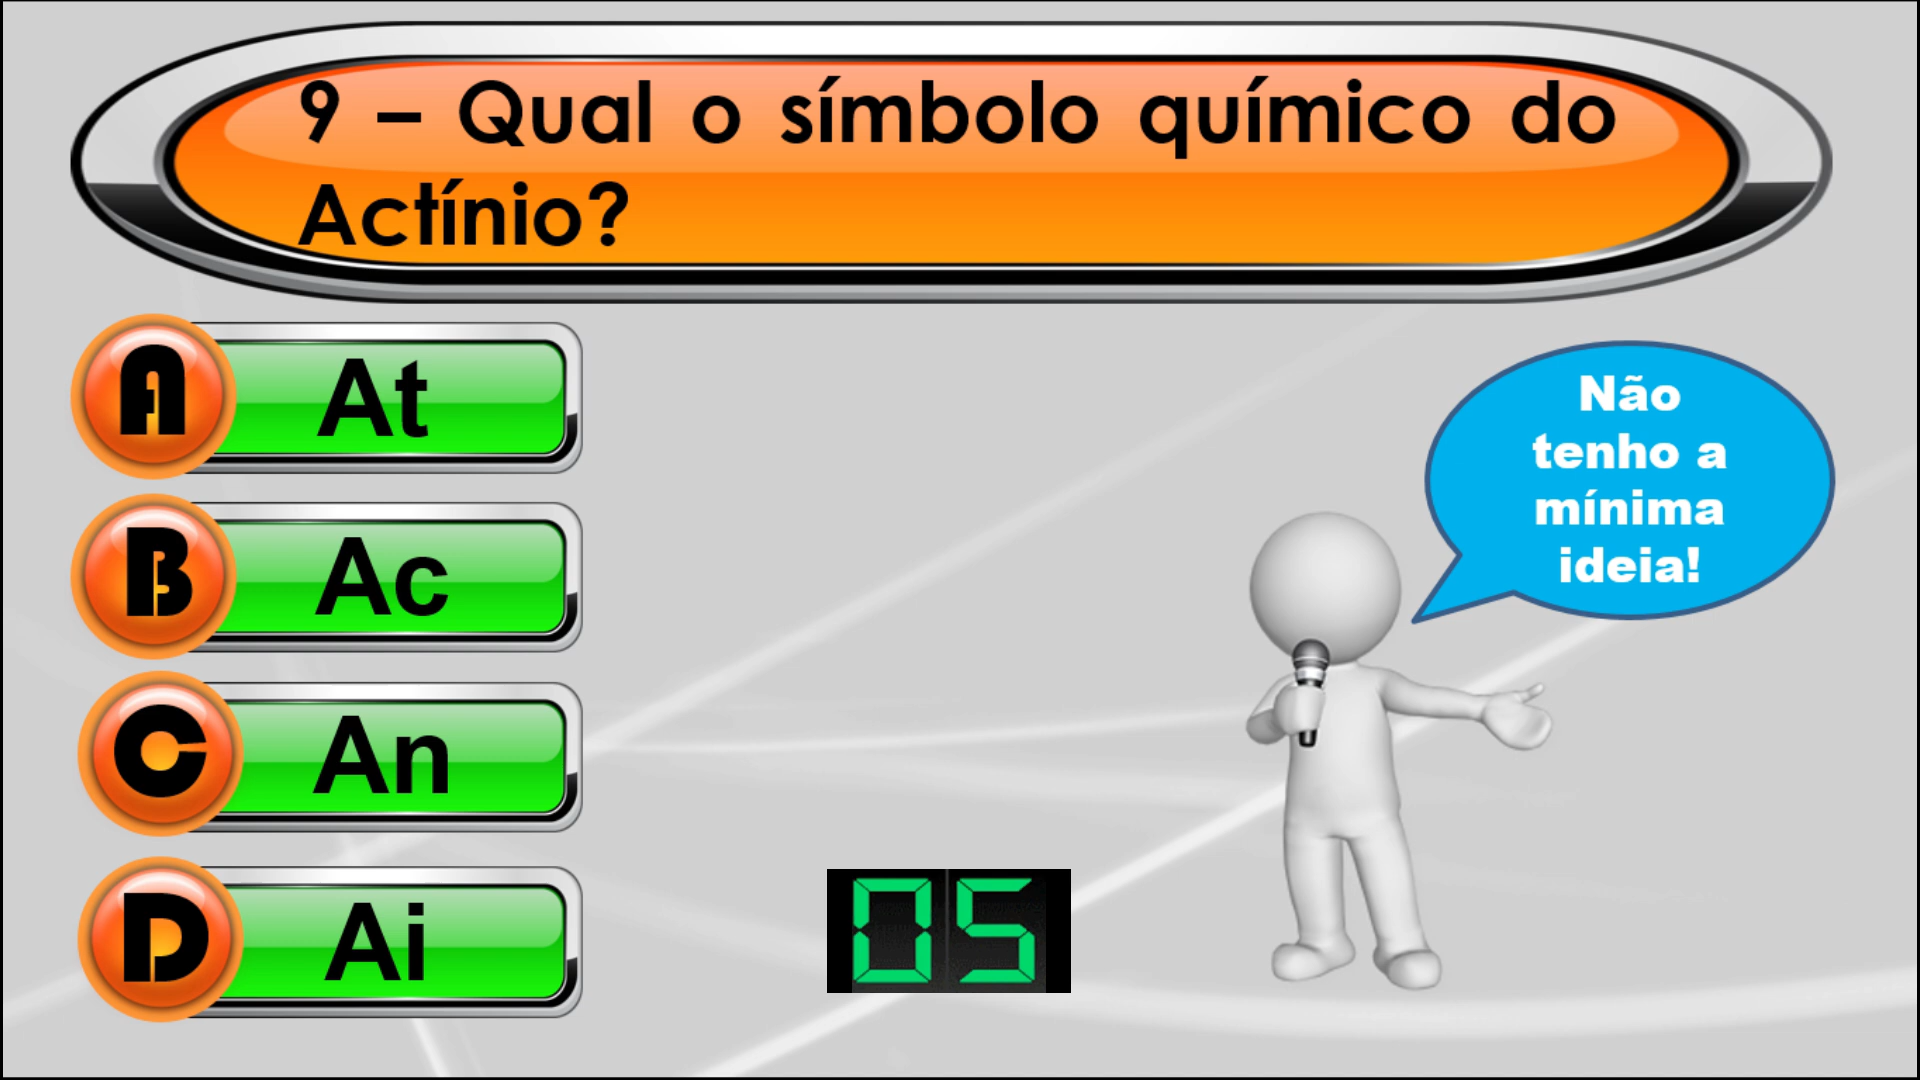 9 – Qual o símbolo químico do
Actínio?
A At
B Ac
C An
D Ai
Não
tenho a
mínima
ideia!
05